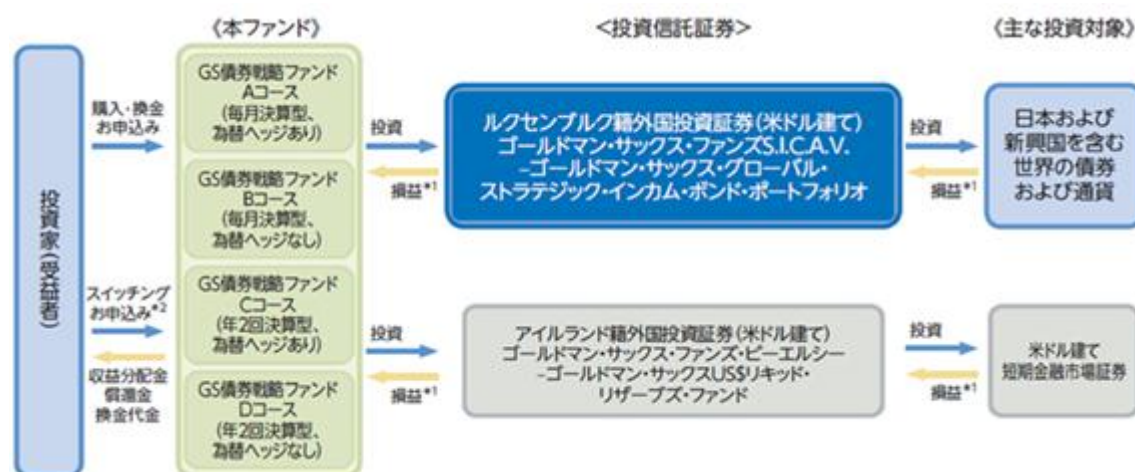 《本ファンド》
<投資信託証券>
《主な投資対象》
投資家(受益者)
購入・換金
お申込み
スイッチング
お申込み*2
収益分配金
償還金
換金代金
GS債券戦略ファンド
Aコース
(毎月決算型、
為替ヘッジあり)
GS債券戦略ファンド
Bコース
(毎月決算型、
為替ヘッジなし)
GS債券戦略ファンド
Cコース
(年2回決算型、
為替ヘッジあり)
GS債券戦略ファンド
Dコース
(年2回決算型、
為替ヘッジなし)
投資
損益*1
ルクセンブルク籍外国投資証券(米ドル建て)
ゴールドマン・サックス・ファンズS.I.C.A.V.
-ゴールドマン・サックス・グローバル・
ストラテジック・インカム・ボンド・ポートフォリオ
投資
損益*1
日本および
新興国を含む
世界の債券
および通貨
投資
損益*1
アイルランド籍外国投資証券(米ドル建て)
ゴールドマン・サックス・ファンズ・ピーエルシー
-ゴールドマン・サックスUS$リキッド・
リザーブズ・ファンド
投資
損益*1
米ドル建て
短期金融市場証券